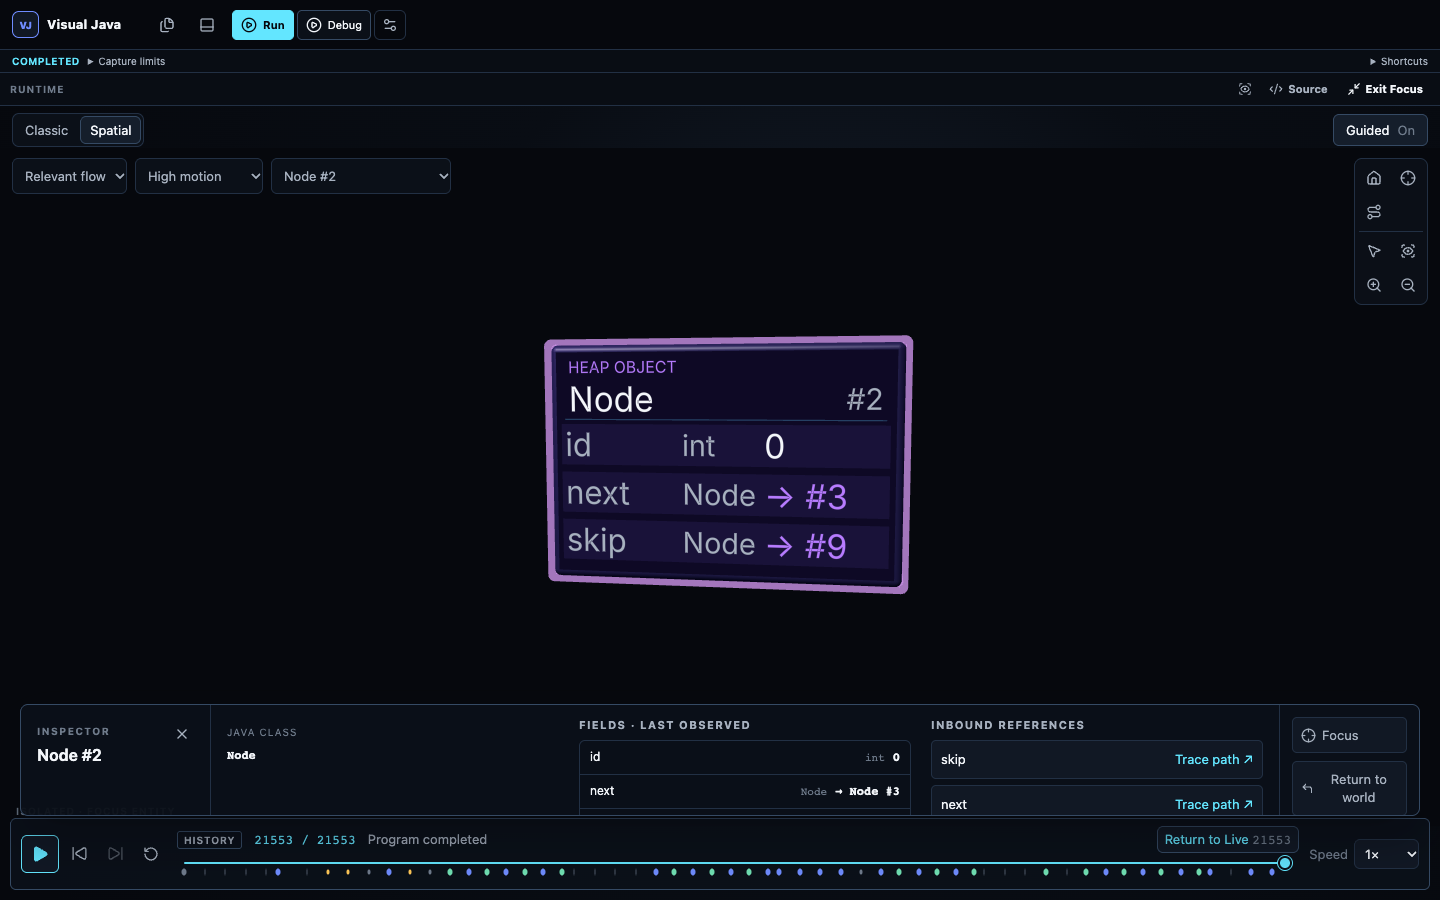 VJ Visual Java Run Debug
COMPLETED Capture limits Shortcuts
RUNTIME Source Exit Focus
Classic Spatial Guided On
Relevant flow High motion Node #2
HEAP OBJECT
Node #2
id int 0
next Node → #3
skip Node → #9
INSPECTOR
Node #2
JAVA CLASS
Node
FIELDS · LAST OBSERVED
id int 0
next Node → Node #3
INBOUND REFERENCES
skip Trace path ↗
next Trace path ↗
Focus
Return to
world
HISTORY 21553 / 21553 Program completed Return to Live 21553
Speed 1×